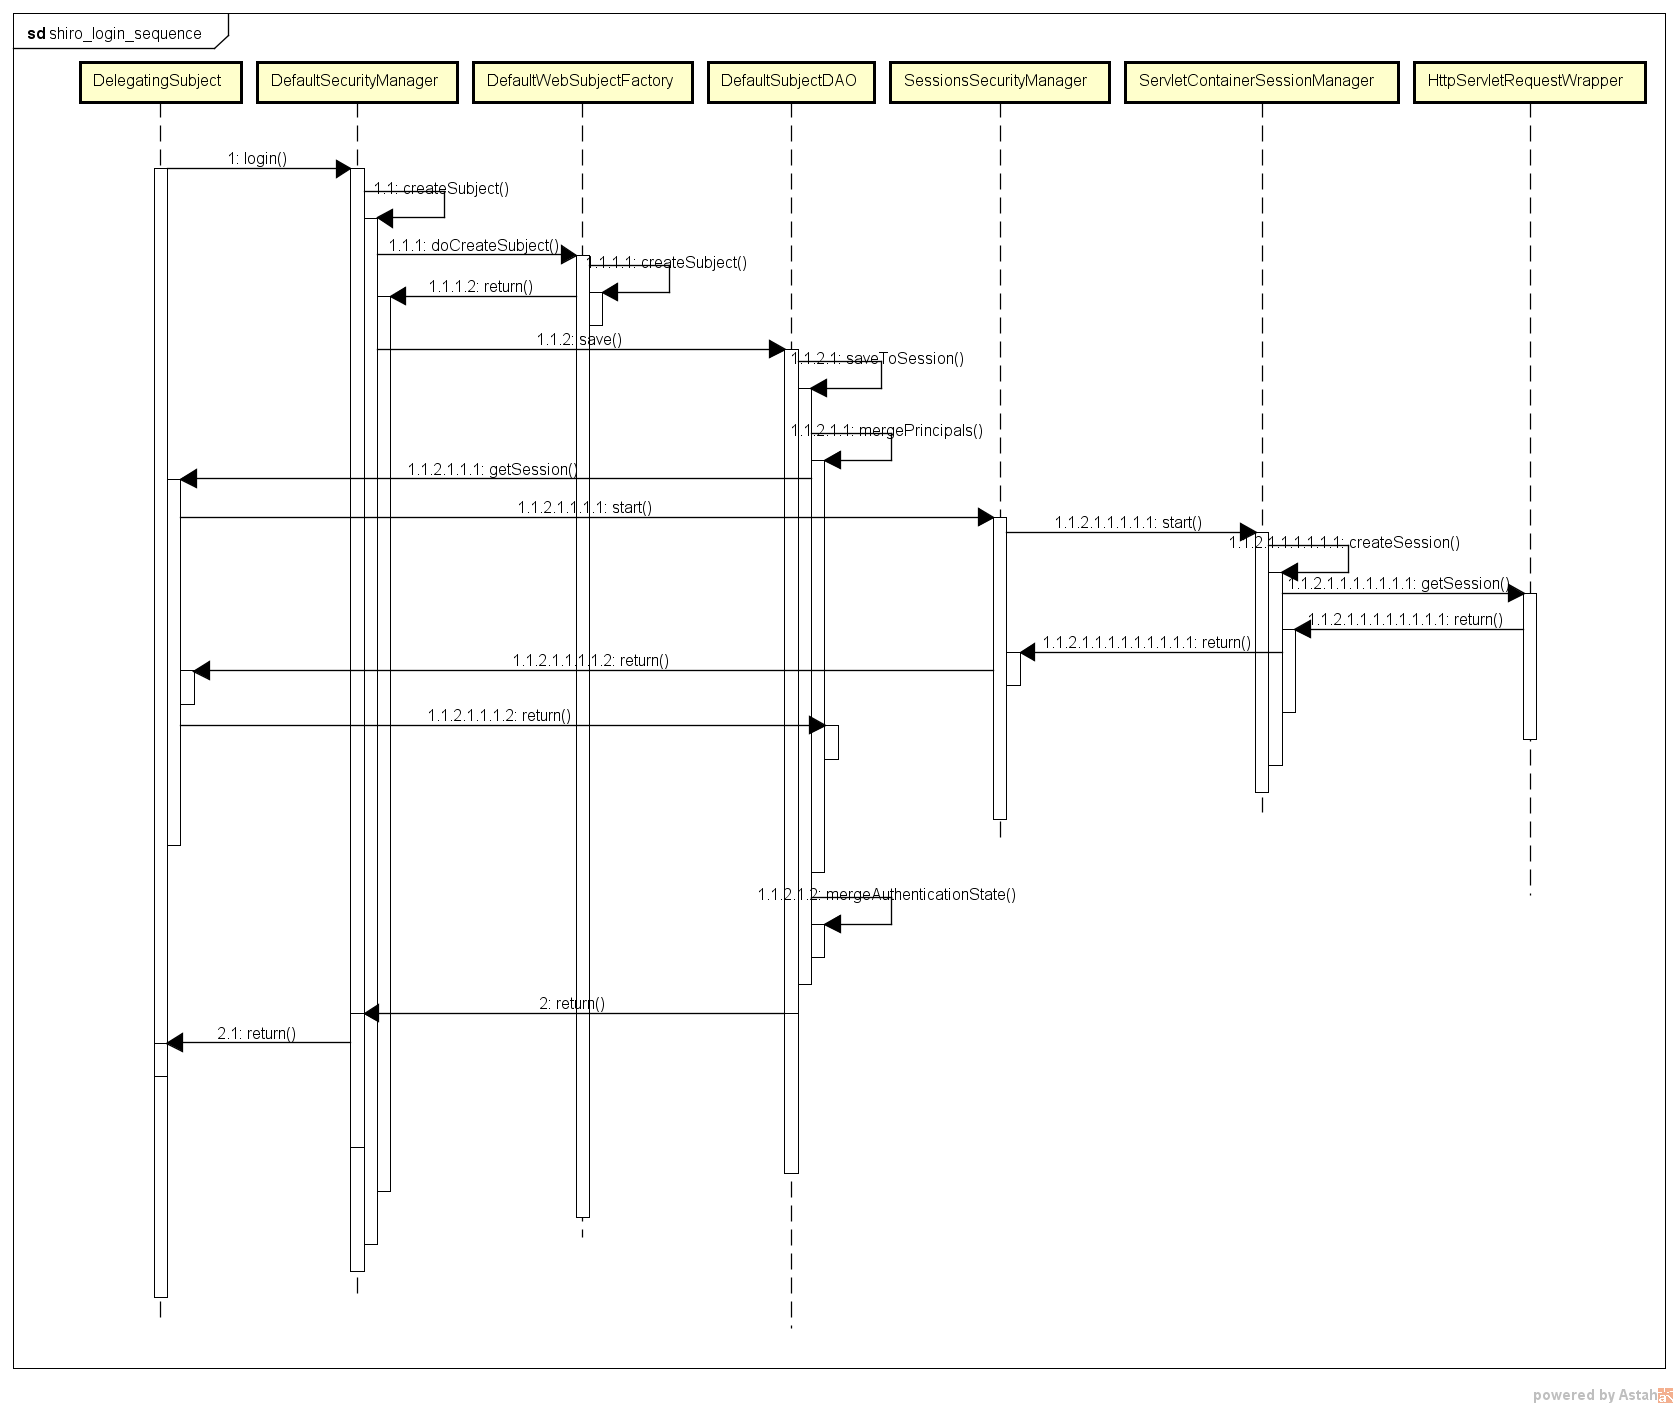 sd shiro_login_sequence
DelegatingSubject
DefaultSecurityManager
DefaultWebSubjectFactory
DefaultSubjectDAO
SessionsSecurityManager
ServletContainerSessionManager
HttpServletRequestWrapper
1: login()
1.1: createSubject()
1.1.1: doCreateSubject()
1.1.1.1: createSubject()
1.1.1.2: return()
1.1.2: save()
1.1.2.1: saveToSession()
1.1.2.1.1: mergePrincipals()
1.1.2.1.1.1: getSession()
1.1.2.1.1.1.1: start()
1.1.2.1.1.1.1.1: start()
1.1.2.1.1.1.1.1.1: createSession()
1.1.2.1.1.1.1.1.1.1: getSession()
1.1.2.1.1.1.1.1.1.1.1: return()
1.1.2.1.1.1.1.1.1.1.1.1: return()
1.1.2.1.1.1.1.2: return()
1.1.2.1.1.1.2: return()
1.1.2.1.2: mergeAuthenticationState()
2: return()
2.1: return()
powered by Astah